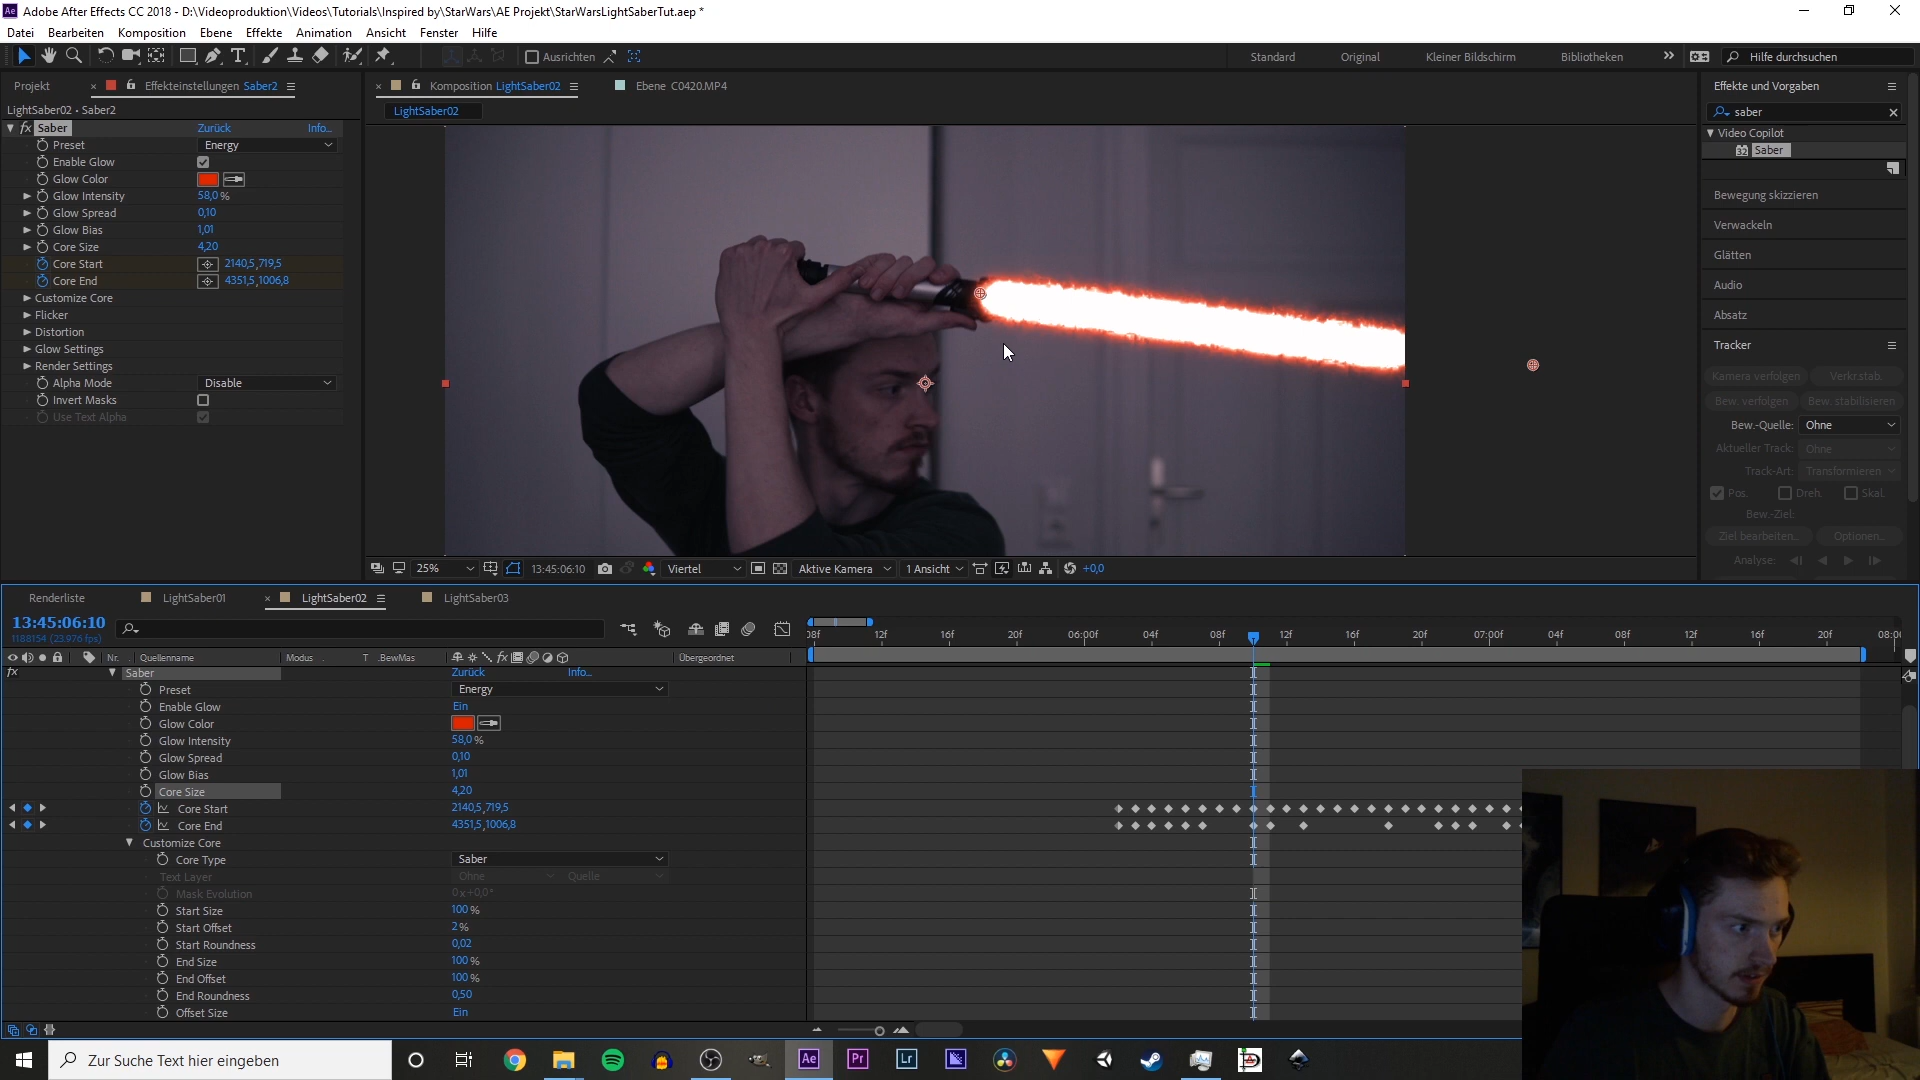 Adobe After Effects CC 2018 - D:\Videoproduktion\Videos\Tutorials\Inspired by\StarWars\AE Projekt\StarWarsLightSaberTut.aep *
Datei Bearbeiten Komposition Ebene Effekte Animation Ansicht Fenster Hilfe
Ausrichten Standard Original Kleiner Bildschirm Bibliotheken Hilfe durchsuchen
Projekt Effekteinstellungen Saber2
LightSaber02 • Saber2
fx Saber Zurück Info...
Preset Energy
Enable Glow
Glow Color
Glow Intensity 58,0 %
Glow Spread 0,10
Glow Bias 1,01
Core Size 4,20
Core Start 2140,5,719,5
Core End 4351,5,1006,8
Customize Core
Flicker
Distortion
Glow Settings
Render Settings
Alpha Mode Disable
Invert Masks
Use Text Alpha
Komposition LightSaber02 Ebene C0420.MP4
LightSaber02
25% 13:45:06:10 Viertel Aktive Kamera 1 Ansicht +0,0
Effekte und Vorgaben
saber
Video Copilot
32 Saber
Bewegung skizzieren
Verwackeln
Glätten
Audio
Absatz
Tracker
Kamera verfolgen Verkr.stab.
Bew. verfolgen Bew. stabilisieren
Bew.-Quelle: Ohne
Aktueller Track: Ohne
Track-Art: Transformieren
Pos. Dreh. Skal.
Bew.-Ziel:
Ziel bearbeiten... Optionen...
Analyse:
Renderliste LightSaber01 LightSaber02 LightSaber03
13:45:06:10
1188154 (23.976 fps)
08f 12f 16f 20f 06:00f 04f 08f 12f 16f 20f 07:00f 04f 08f 12f 16f 20f 08:00
Nr. Quellenname Modus T .BewMas Übergeordnet
fx Saber Zurück Info...
Preset Energy
Enable Glow Ein
Glow Color
Glow Intensity 58,0 %
Glow Spread 0,10
Glow Bias 1,01
Core Size 4,20
Core Start 2140,5,719,5
Core End 4351,5,1006,8
Customize Core
Core Type Saber
Text Layer Ohne Quelle
Mask Evolution 0x+0,0°
Start Size 100 %
Start Offset 2 %
Start Roundness 0,02
End Size 100 %
End Offset 100 %
End Roundness 0,50
Offset Size Ein
Zur Suche Text hier eingeben
Ae Pr Lr